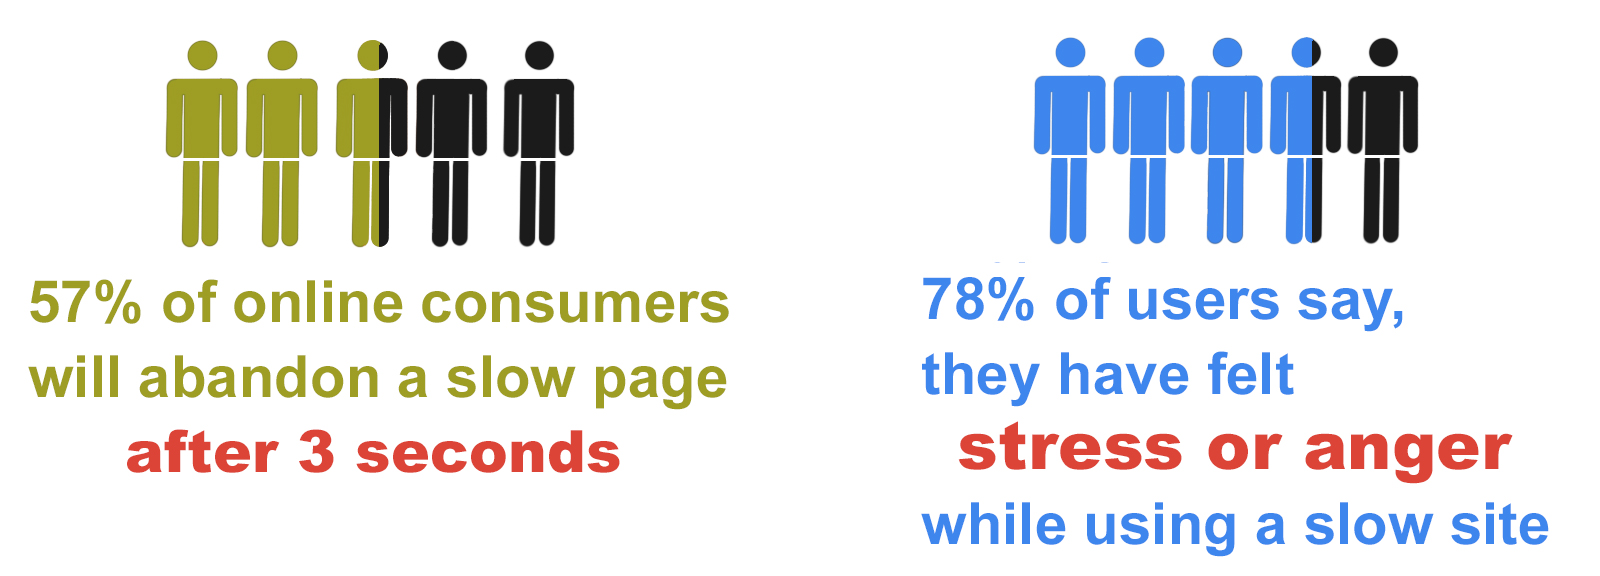 57% of online consumers
will abandon a slow page
after 3 seconds
78% of users say,
they have felt
stress or anger
while using a slow site